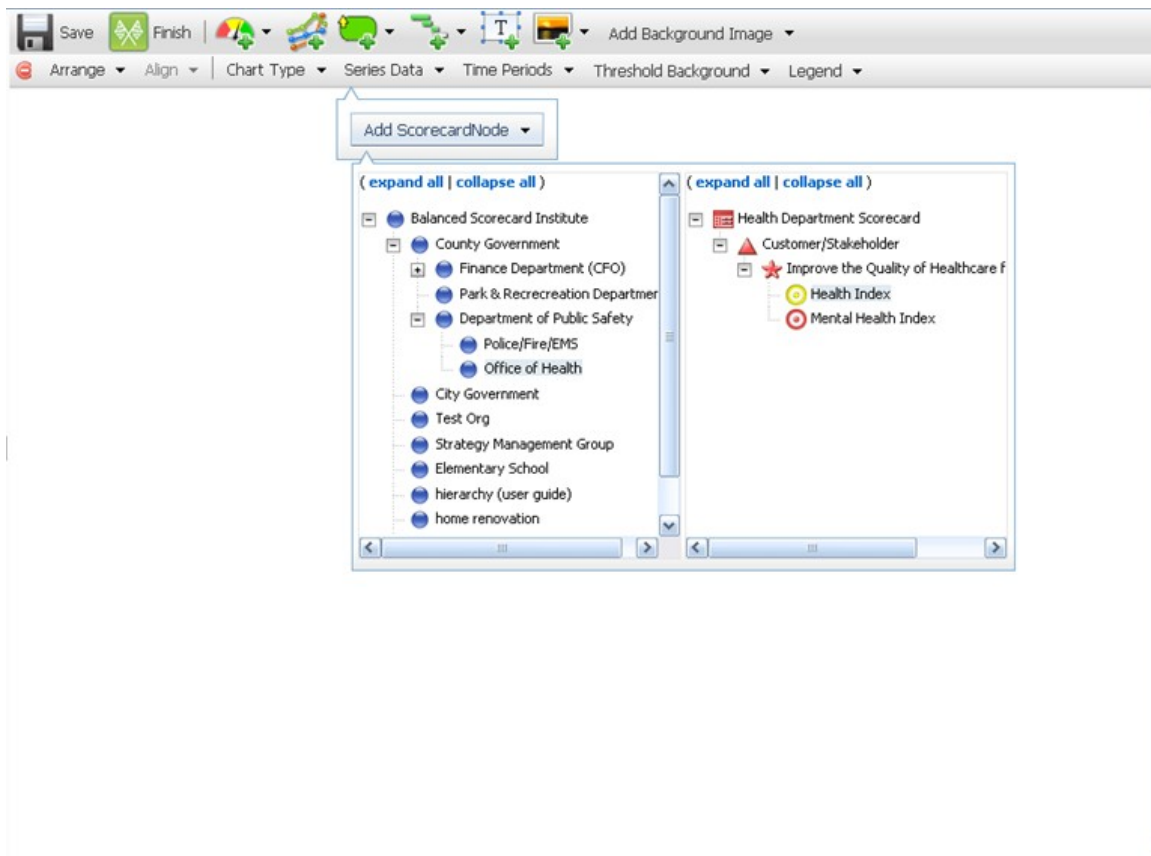 Save Finish Add Background Image
Arrange Align Chart Type Series Data Time Periods Threshold Background Legend
Add ScorecardNode
( expand all | collapse all )
Balanced Scorecard Institute
County Government
Finance Department (CFO)
Park & Recrecreation Departmer
Department of Public Safety
Police/Fire/EMS
Office of Health
City Government
Test Org
Strategy Management Group
Elementary School
hierarchy (user guide)
home renovation
( expand all | collapse all )
Health Department Scorecard
Customer/Stakeholder
Improve the Quality of Healthcare f
Health Index
Mental Health Index